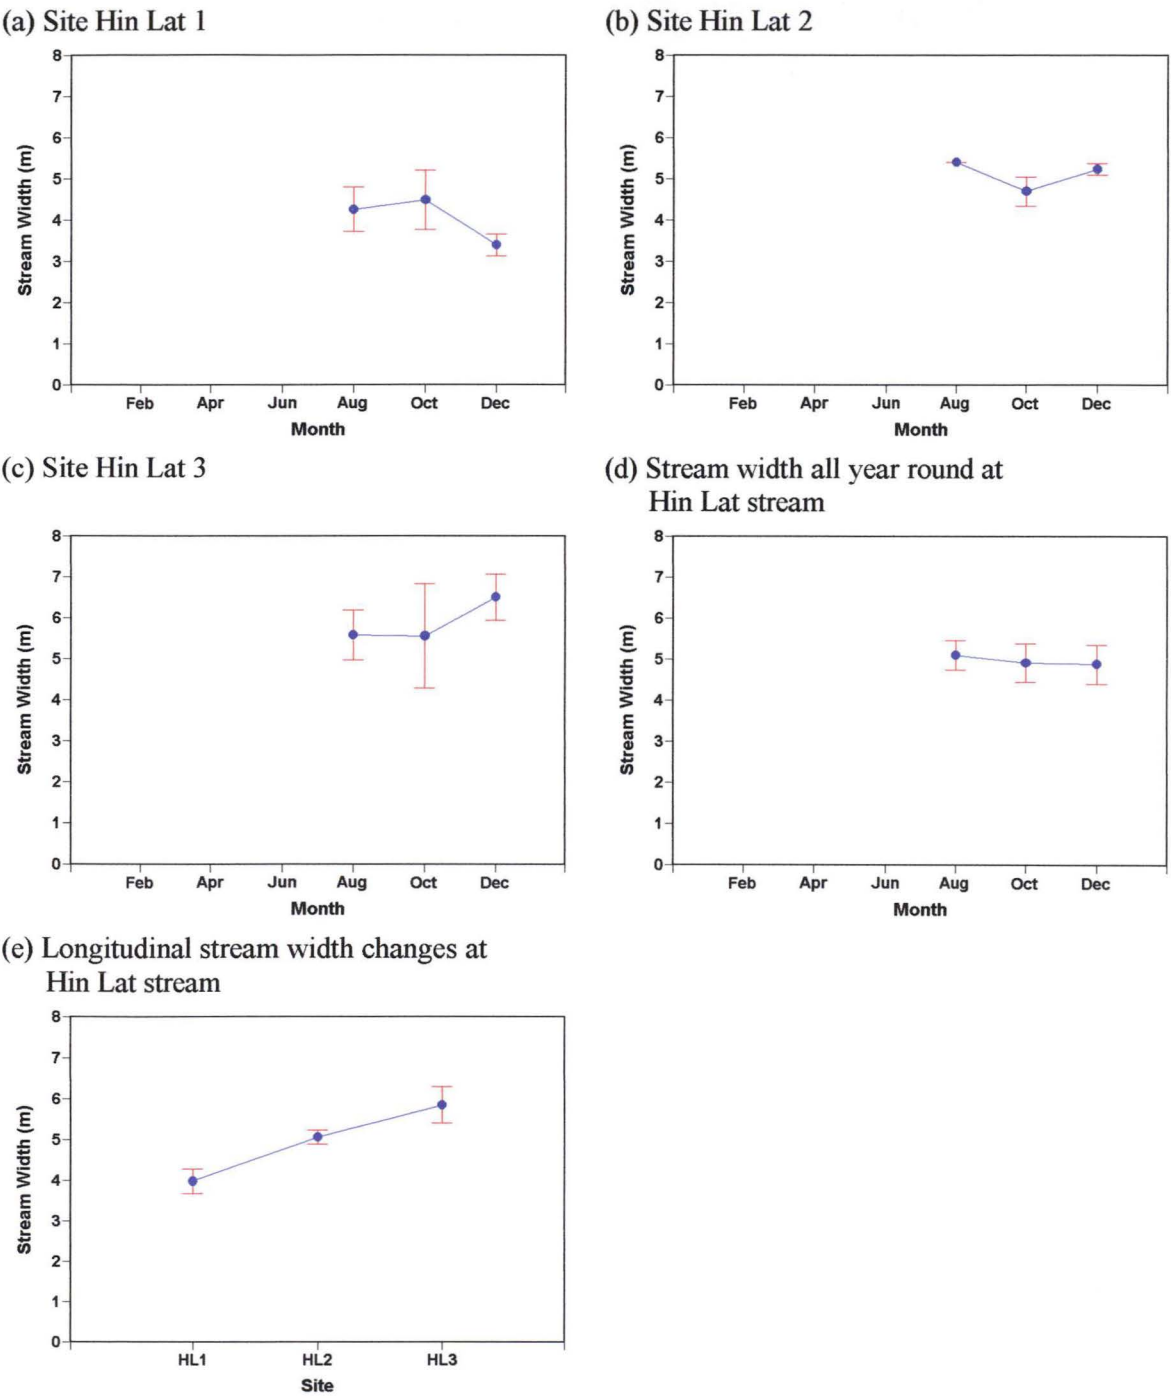 (a) Site Hin Lat 1
8
7
6
5
4
3
2
1
0
Stream Width (m)
Feb Apr Jun Aug Oct Dec
Month
(b) Site Hin Lat 2
8
7
6
5
4
3
2
1
0
Stream Width (m)
Feb Apr Jun Aug Oct Dec
Month
(c) Site Hin Lat 3
8
7
6
5
4
3
2
1
0
Stream Width (m)
Feb Apr Jun Aug Oct Dec
Month
(d) Stream width all year round at
Hin Lat stream
8
7
6
5
4
3
2
1
0
Stream Width (m)
Feb Apr Jun Aug Oct Dec
Month
(e) Longitudinal stream width changes at
Hin Lat stream
8
7
6
5
4
3
2
1
0
Stream Width (m)
HL1 HL2 HL3
Site